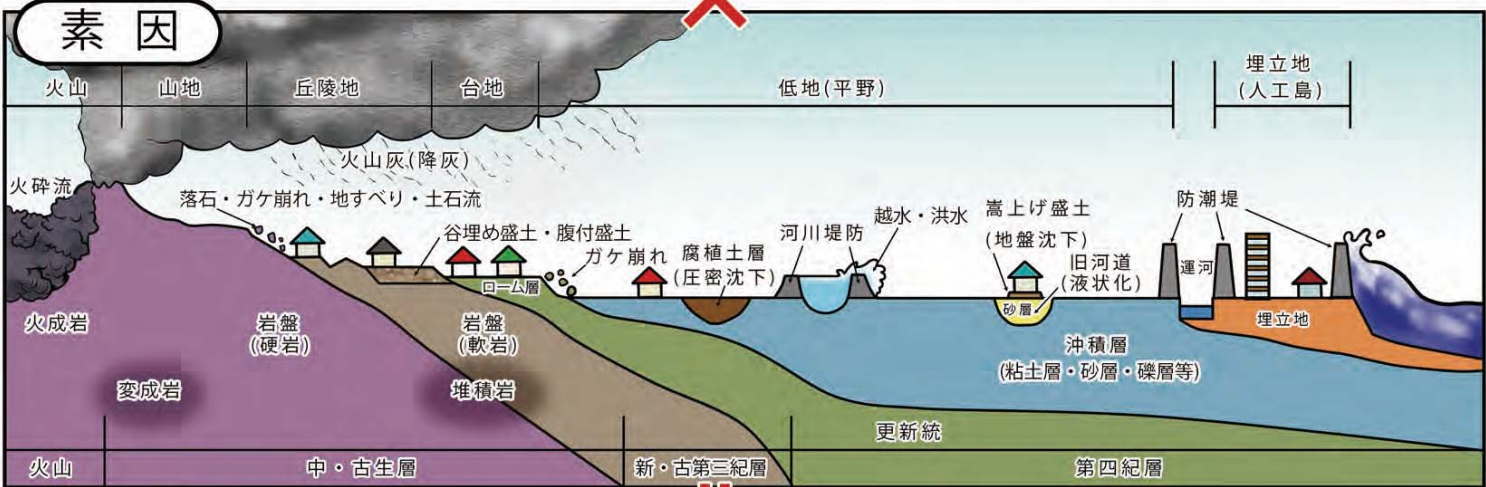 素因
火山
山地
丘陵地
台地
低地(平野)
埋立地
(人工島)
火山灰(降灰)
火砕流
落石・ガケ崩れ・地すべり・土石流
谷埋め盛土・腹付盛土
ガケ崩れ
腐植土層
(圧密沈下)
河川堤防
越水・洪水
嵩上げ盛土
(地盤沈下)
旧河道
(液状化)
防潮堤
運河
ローム層
砂層
埋立地
火成岩
岩盤
(硬岩)
岩盤
(軟岩)
沖積層
(粘土層・砂層・礫層等)
変成岩
堆積岩
更新統
火山
中・古生層
新・古第三紀層
第四紀層